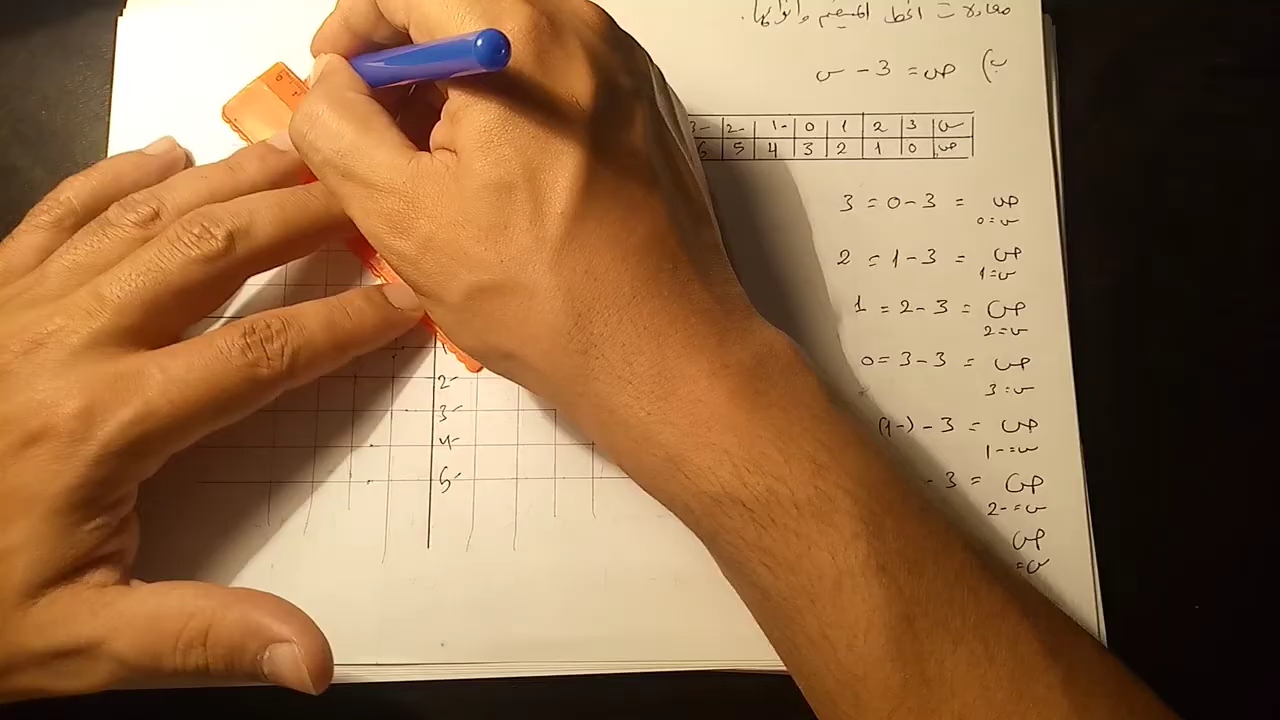 معادلات الخط المستقيم وأنواعها.
ب) ص = 3 - س
س 3 2 1 0 1- 2- 3-
ص 0 1 2 3 4 5 6
ص = 3 - 0 = 3
س=0
ص = 3 - 1 = 2
س=1
ص = 3 - 2 = 1
س=2
ص = 3 - 3 = 0
س=3
ص = 3 - (1-)
س=1-
ص = 3 -
س=2-
ص
س=
2-
3-
4-
5-